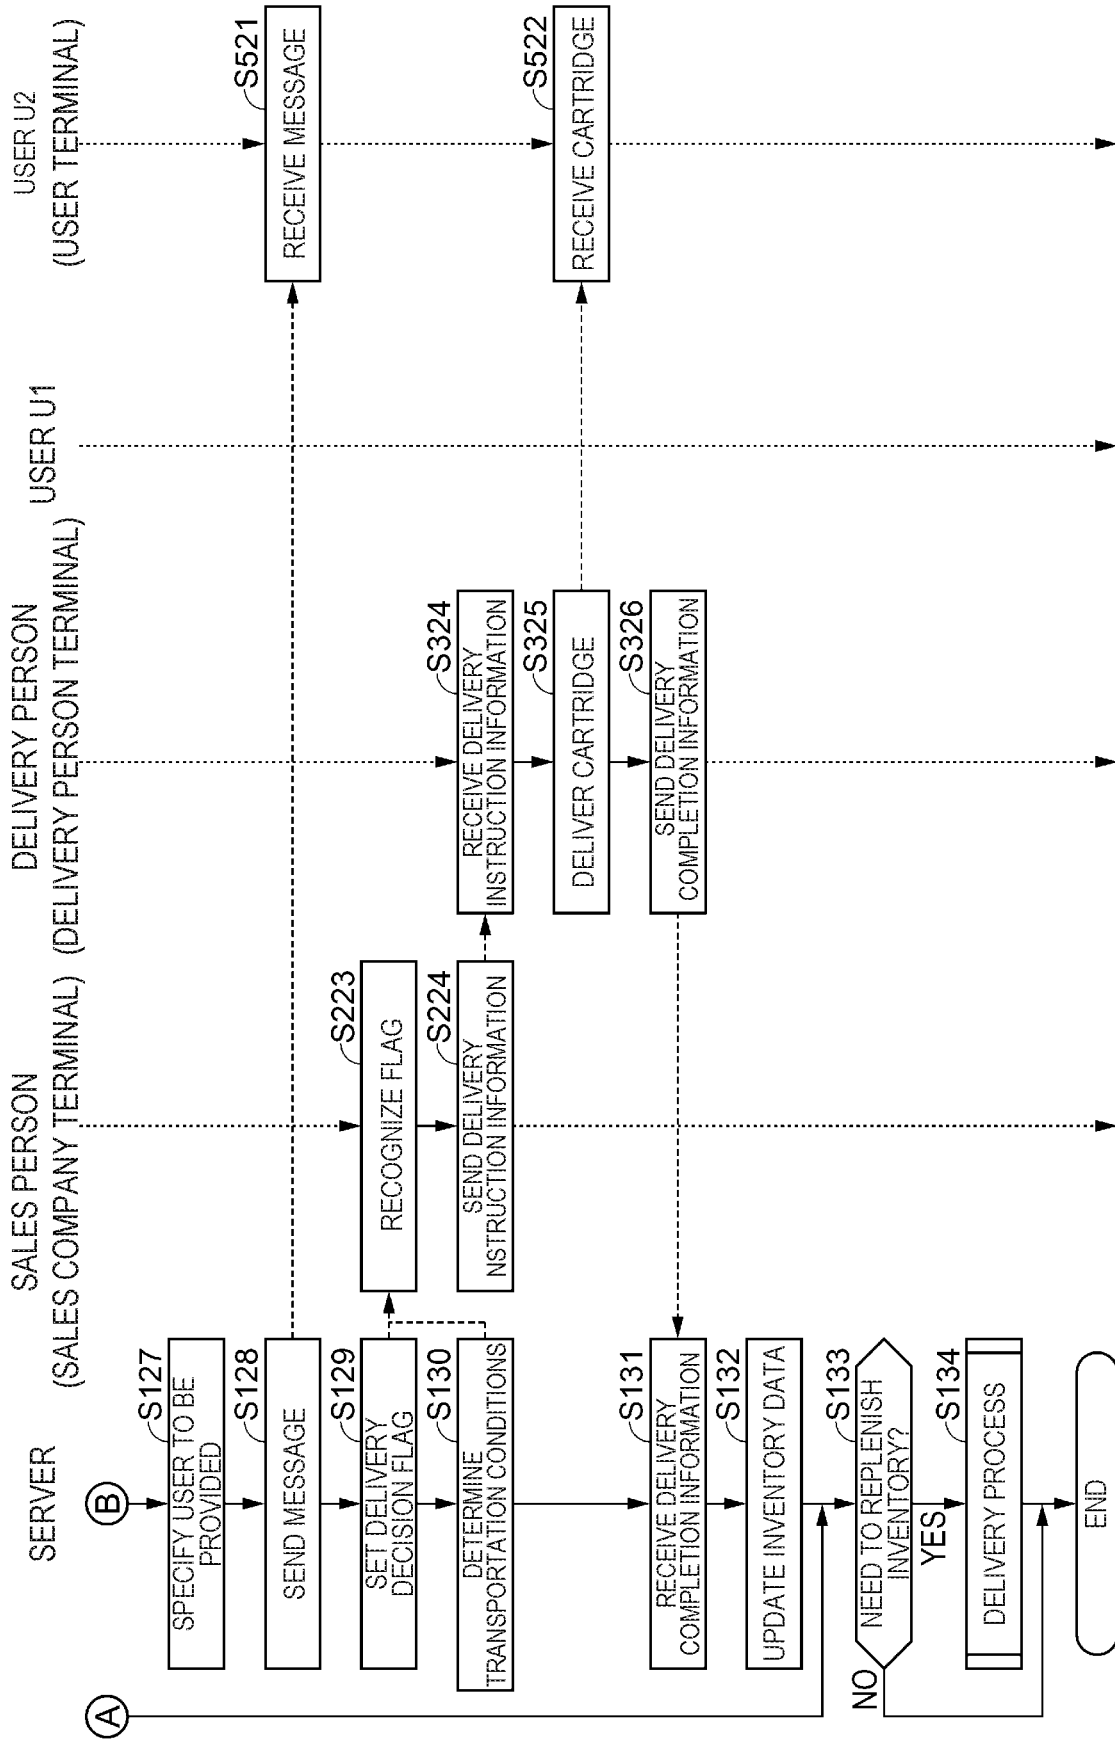 SERVER
SALES PERSON
(SALES COMPANY TERMINAL)
DELIVERY PERSON
(DELIVERY PERSON TERMINAL)
USER U1
USER U2
(USER TERMINAL)
A
B
S127
SPECIFY USER TO BE
PROVIDED
S128
SEND MESSAGE
S521
RECEIVE MESSAGE
S129
SET DELIVERY
DECISION FLAG
S223
RECOGNIZE FLAG
S130
DETERMINE
TRANSPORTATION CONDITIONS
S224
SEND DELIVERY
NSTRUCTION INFORMATION
S324
RECEIVE DELIVERY
INSTRUCTION INFORMATION
S325
DELIVER CARTRIDGE
S522
RECEIVE CARTRIDGE
S131
RECEIVE DELIVERY
COMPLETION INFORMATION
S326
SEND DELIVERY
COMPLETION INFORMATION
S132
UPDATE INVENTORY DATA
S133
NEED TO REPLENISH
INVENTORY?
NO
YES
S134
DELIVERY PROCESS
END